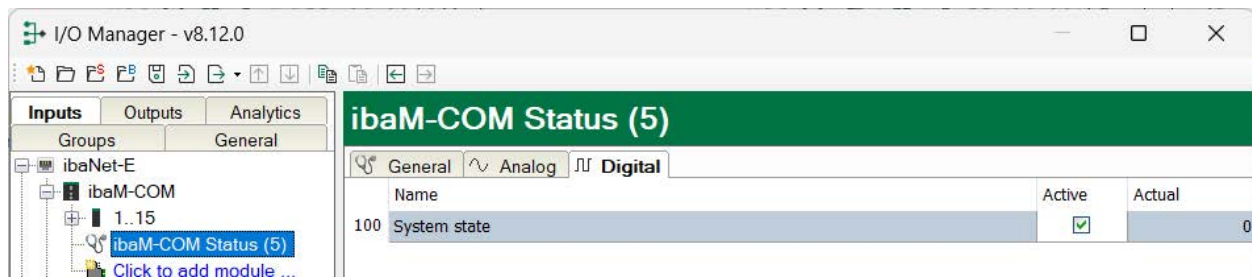 I/O Manager - v8.12.0
Inputs Outputs Analytics
Groups General
ibaNet-E
ibaM-COM
1..15
ibaM-COM Status (5)
Click to add module ...
ibaM-COM Status (5)
General Analog Digital
Name Active Actual
100 System state 0